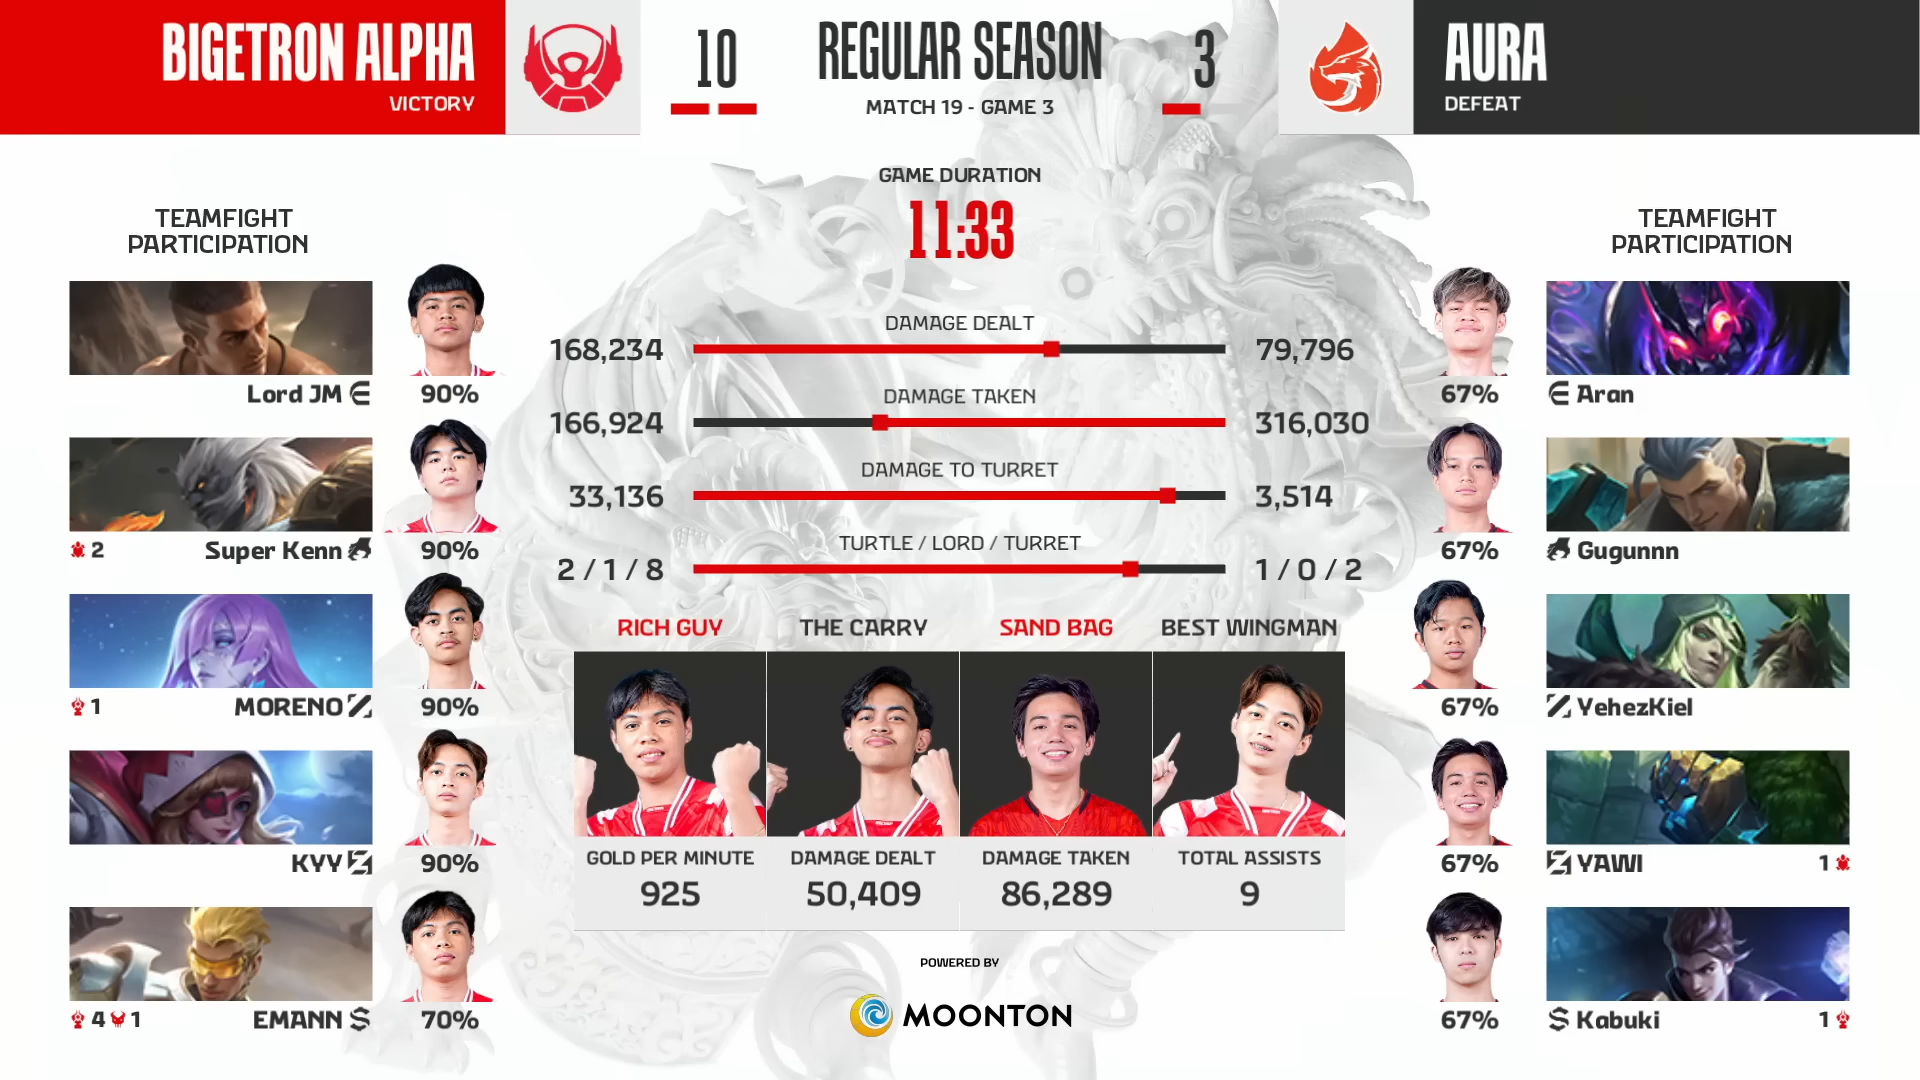 BIGETRON ALPHA
VICTORY
10
REGULAR SEASON
MATCH 19 - GAME 3
3
AURA
DEFEAT
GAME DURATION
11:33
TEAMFIGHT
PARTICIPATION
Lord JM
90%
2
Super Kenn
90%
1
MORENO
90%
KYY
90%
4 1
EMANN
70%
DAMAGE DEALT
168,234
79,796
DAMAGE TAKEN
166,924
316,030
DAMAGE TO TURRET
33,136
3,514
TURTLE / LORD / TURRET
2 / 1 / 8
1 / 0 / 2
RICH GUY
GOLD PER MINUTE
925
THE CARRY
DAMAGE DEALT
50,409
SAND BAG
DAMAGE TAKEN
86,289
BEST WINGMAN
TOTAL ASSISTS
9
POWERED BY
MOONTON
TEAMFIGHT
PARTICIPATION
67%
Aran
67%
Gugunnn
67%
YehezKiel
67%
YAWI
1
67%
Kabuki
1